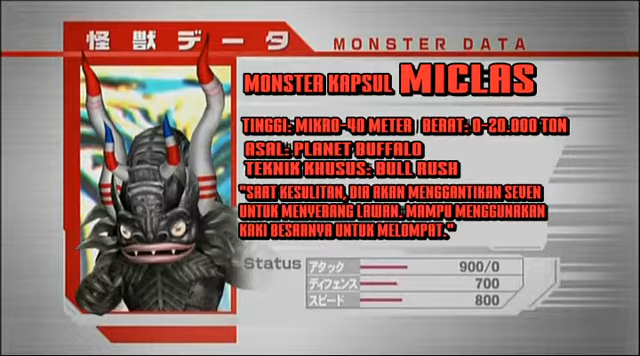 怪獣データ
MONSTER DATA
MONSTER KAPSUL MICLAS
TINGGI: MIKRO-40 METER BERAT: 0-20.000 TON
ASAL: PLANET BUFFALO
TEKNIK KHUSUS: BULL RUSH
"SAAT KESULITAN, DIA AKAN MENGGANTIKAN SEVEN
UNTUK MENYERANG LAWAN. MAMPU MENGGUNAKAN
KAKI BESARNYA UNTUK MELOMPAT."
Status
アタック 900/0
ディフェンス 700
スピード 800